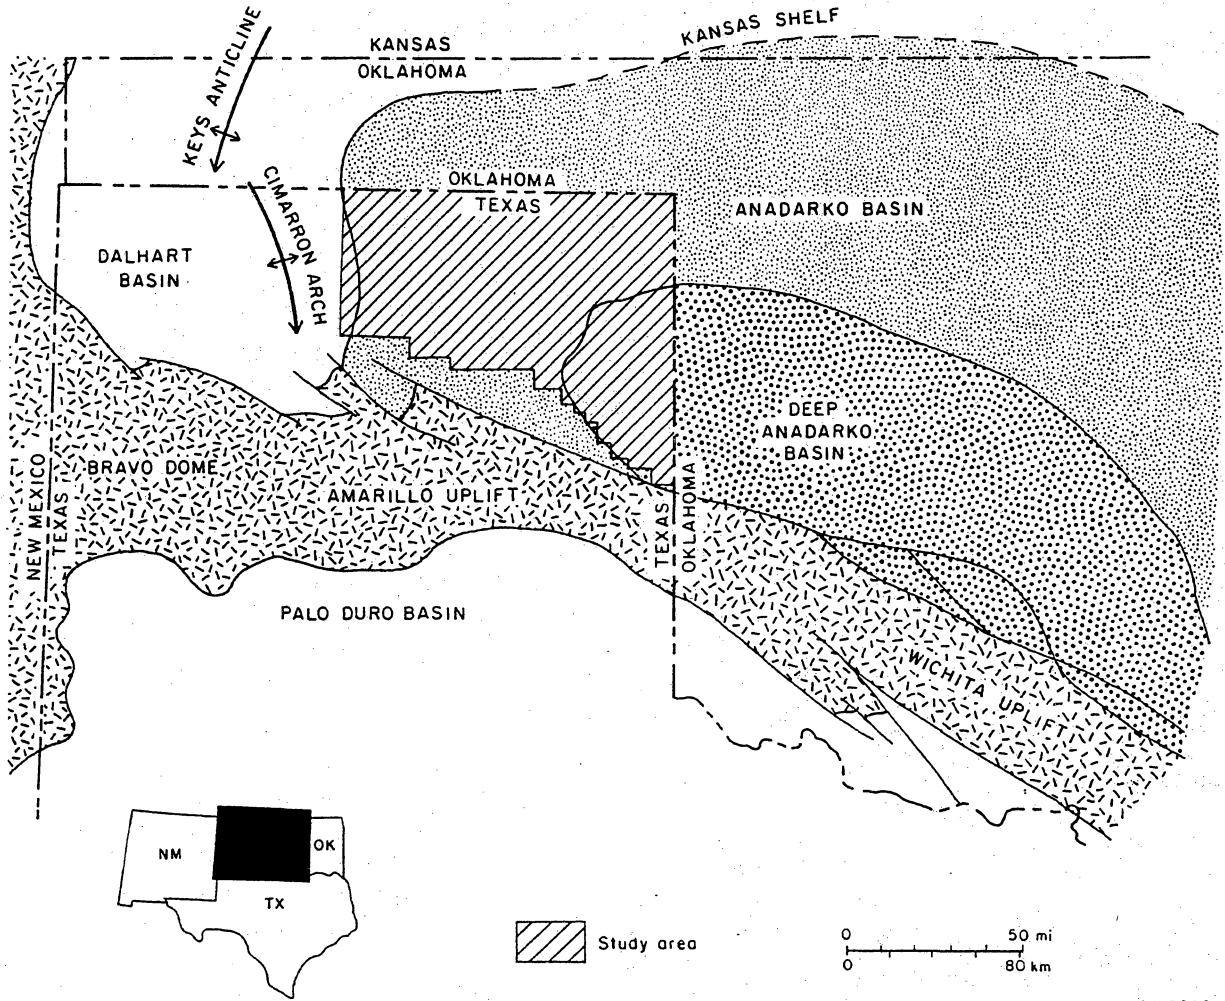 KANSAS SHELF
KANSAS
OKLAHOMA
KEYS ANTICLINE
OKLAHOMA
TEXAS
CIMARRON ARCH
ANADARKO BASIN
DALHART
BASIN
DEEP
ANADARKO
BASIN
BRAVO DOME
AMARILLO UPLIFT
NEW MEXICO
TEXAS
TEXAS
OKLAHOMA
PALO DURO BASIN
WICHITA UPLIFT
NM
OK
TX
Study area
0 50 mi
0 80 km